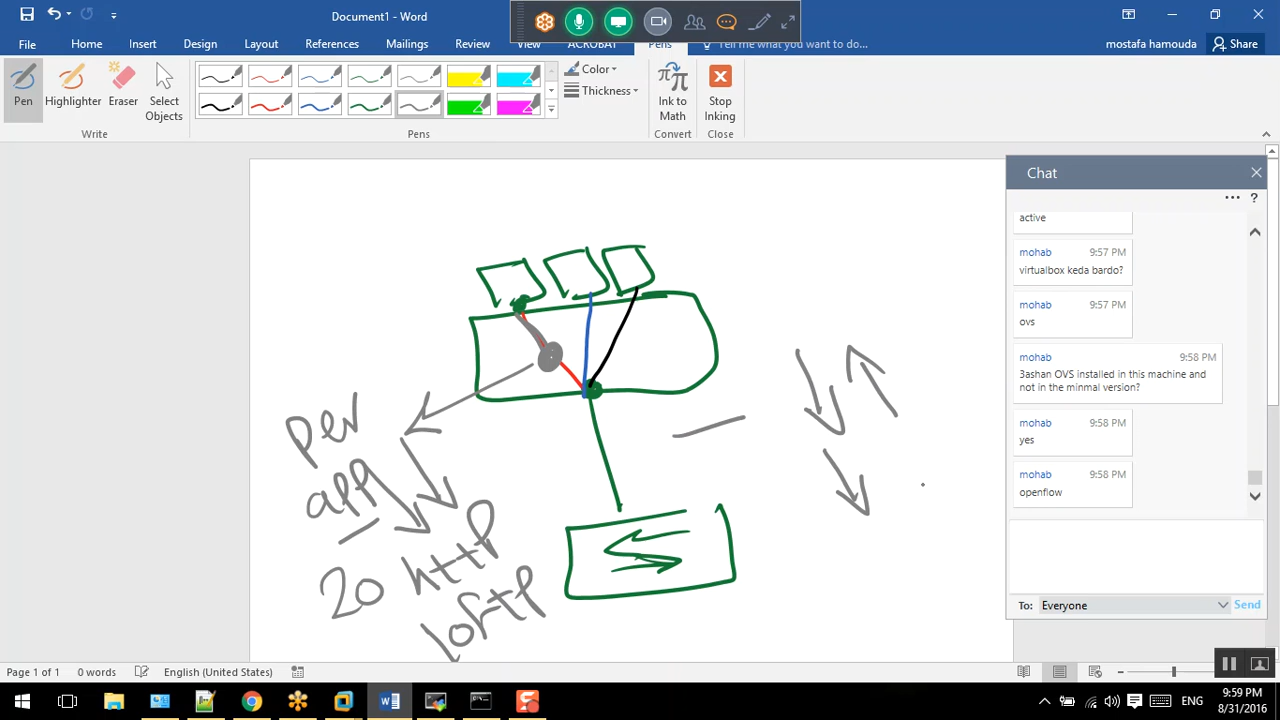 Document1 - Word
File
Home
Insert
Design
Layout
References
Mailings
Review
View
ACROBAT
Pens
Tell me what you want to do...
mostafa hamouda
Share
Pen
Highlighter
Eraser
Select Objects
Write
Pens
Color
Thickness
Ink to Math
Convert
Stop Inking
Close
Chat
active
mohab 9:57 PM
virtualbox keda bardo?
mohab 9:57 PM
ovs
mohab 9:58 PM
3ashan OVS installed in this machine and
not in the minmal version?
mohab 9:58 PM
yes
mohab 9:58 PM
openflow
To: Everyone Send
per
app
20 http
10 ftp
Page 1 of 1 0 words English (United States)
ENG
9:59 PM
8/31/2016